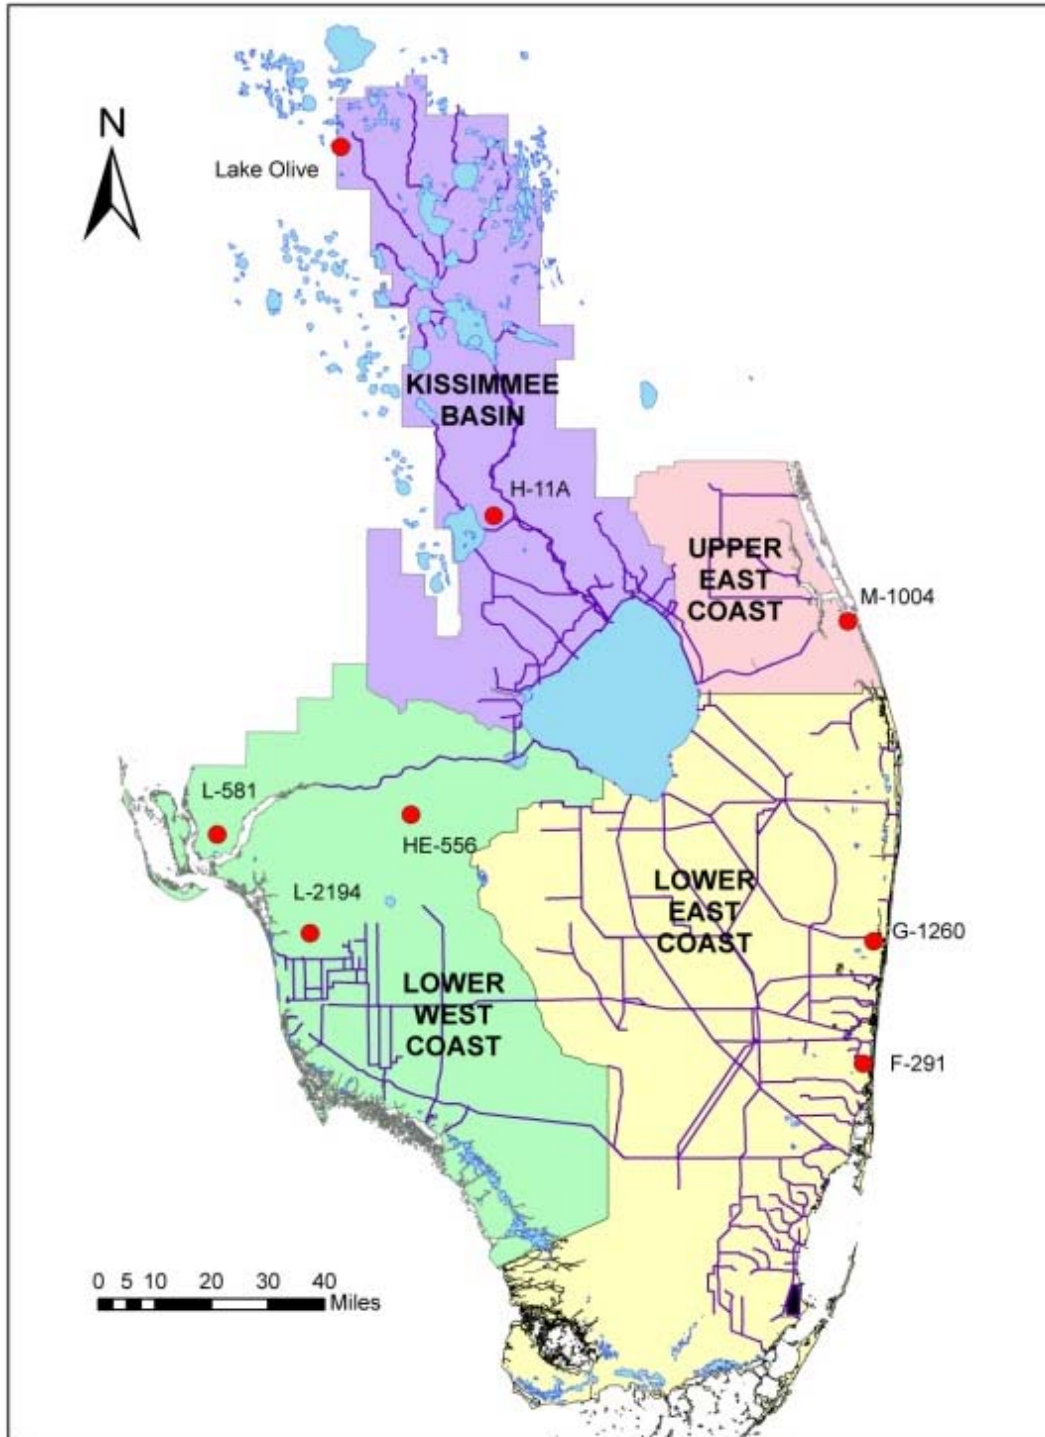 N
Lake Olive
KISSIMMEE
BASIN
H-11A
UPPER
EAST
COAST
M-1004
L-581
HE-556
L-2194
LOWER
EAST
COAST
G-1260
LOWER
WEST
COAST
F-291
0 5 10 20 30 40
Miles